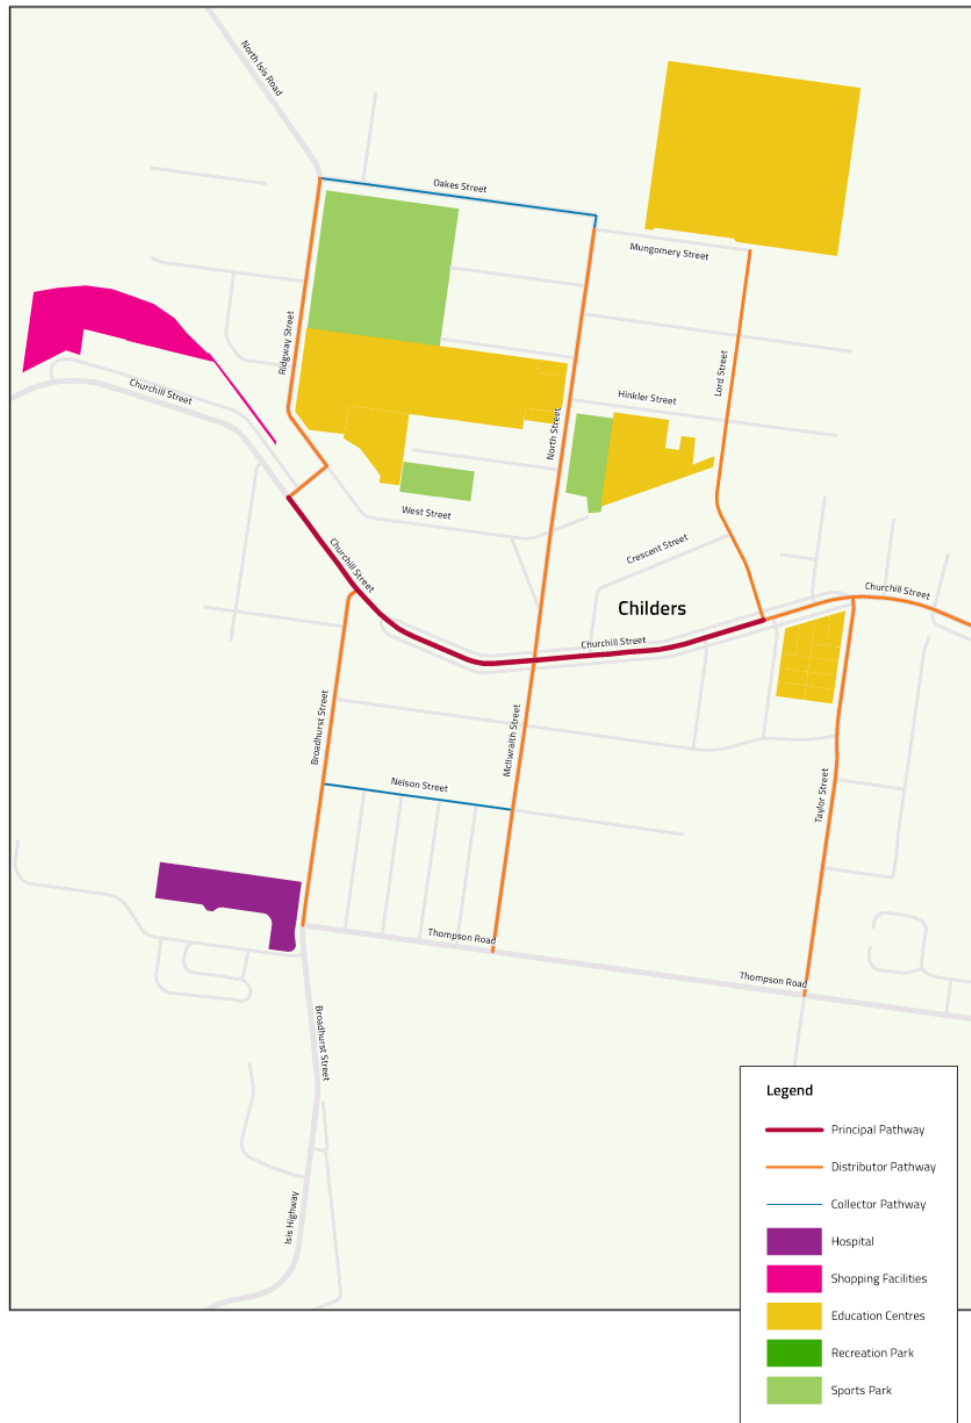 North Isis Road
Oakes Street
Mungomery Street
Ridgway Street
Lord Street
Churchill Street
Hinkler Street
North Street
West Street
Crescent Street
Churchill Street
Churchill Street
Childers
Churchill Street
Broadhurst Street
McIlwraith Street
Nelson Street
Taylor Street
Thompson Road
Thompson Road
Broadhurst Street
Isis Highway
Legend
Principal Pathway
Distributor Pathway
Collector Pathway
Hospital
Shopping Facilities
Education Centres
Recreation Park
Sports Park